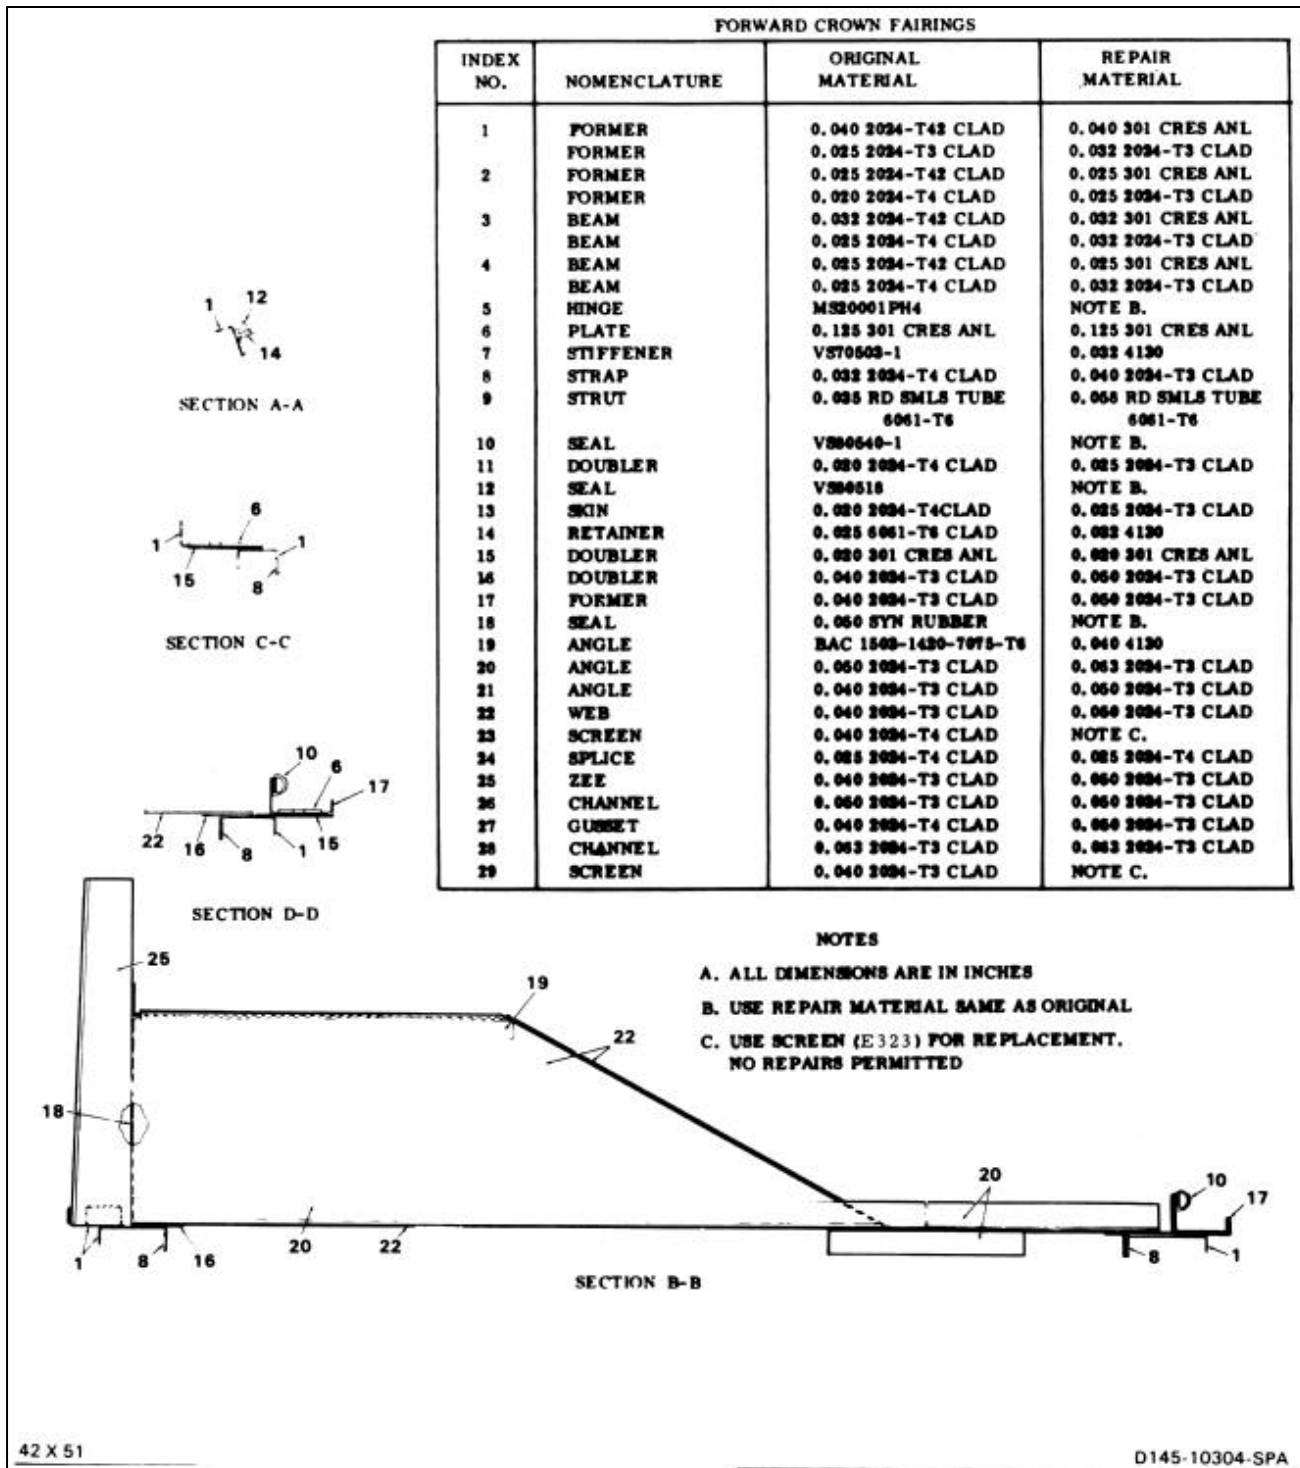 FORWARD CROWN FAIRINGS
INDEX NO. NOMENCLATURE ORIGINAL MATERIAL REPAIR MATERIAL
1 FORMER 0.040 2024-T42 CLAD 0.040 301 CRES ANL
FORMER 0.025 2024-T3 CLAD 0.032 2024-T3 CLAD
2 FORMER 0.025 2024-T42 CLAD 0.025 301 CRES ANL
FORMER 0.020 2024-T4 CLAD 0.025 2024-T3 CLAD
3 BEAM 0.032 2024-T42 CLAD 0.032 301 CRES ANL
BEAM 0.025 2024-T4 CLAD 0.032 2024-T3 CLAD
4 BEAM 0.025 2024-T42 CLAD 0.025 301 CRES ANL
BEAM 0.025 2024-T4 CLAD 0.032 2024-T3 CLAD
5 HINGE MS20001PH4 NOTE B.
6 PLATE 0.125 301 CRES ANL 0.125 301 CRES ANL
7 STIFFENER VS70503-1 0.032 4130
8 STRAP 0.032 2024-T4 CLAD 0.040 2024-T3 CLAD
9 STRUT 0.035 RD SMLS TUBE 0.058 RD SMLS TUBE
6061-T6 6061-T6
10 SEAL NOTE B.
11 DOUBLER 0.020 2024-T4 CLAD 0.025 2024-T3 CLAD
12 SEAL NOTE B.
13 SKIN 0.020 2024-T4CLAD 0.025 2024-T3 CLAD
14 RETAINER 0.025 6061-T6 CLAD 0.032 4130
15 DOUBLER 0.020 301 CRES ANL 0.020 301 CRES ANL
16 DOUBLER 0.040 2024-T3 CLAD 0.050 2024-T3 CLAD
17 FORMER 0.040 2024-T3 CLAD 0.050 2024-T3 CLAD
18 SEAL 0.050 SYN RUBBER NOTE B.
19 ANGLE BAC 1503-1420-7075-T6 0.040 4130
20 ANGLE 0.050 2024-T3 CLAD 0.063 2024-T3 CLAD
21 ANGLE 0.040 2024-T3 CLAD 0.050 2024-T3 CLAD
22 WEB 0.040 2024-T3 CLAD 0.050 2024-T3 CLAD
23 SCREEN 0.040 2024-T4 CLAD NOTE C.
24 SPLICE 0.025 2024-T4 CLAD 0.025 2024-T4 CLAD
25 ZEE 0.040 2024-T3 CLAD 0.050 2024-T3 CLAD
26 CHANNEL 0.050 2024-T3 CLAD 0.050 2024-T3 CLAD
27 GUSSET 0.040 2024-T4 CLAD 0.050 2024-T3 CLAD
28 CHANNEL 0.063 2024-T3 CLAD 0.063 2024-T3 CLAD
29 SCREEN 0.040 2024-T3 CLAD NOTE C.
1 12
14
SECTION A-A
6
1 1
15 8
SECTION C-C
10 6 17
22 16 8 1 15
SECTION D-D
NOTES
A. ALL DIMENSIONS ARE IN INCHES
B. USE REPAIR MATERIAL SAME AS ORIGINAL
C. USE SCREEN (E323) FOR REPLACEMENT.
NO REPAIRS PERMITTED
25
19
22
18
20 10 17
1 8 16 20 22 8 1
SECTION B-B
42 X 51
D145-10304-SPA